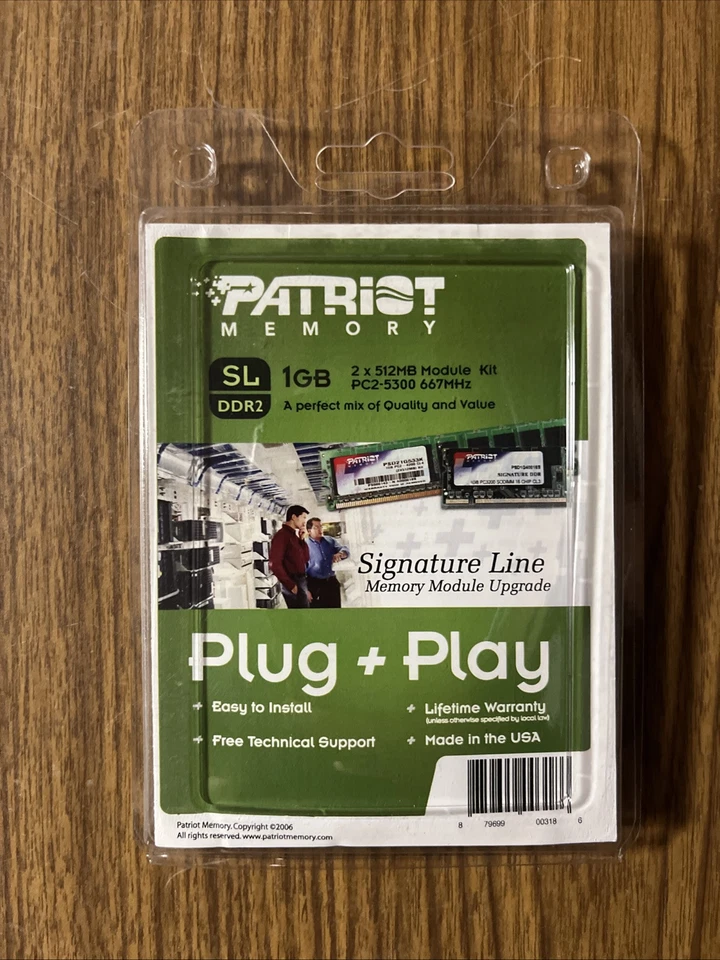 PATRIOT
MEMORY
SL
DDR2
1GB
2 x 512MB Module Kit
PC2-5300 667MHz
A perfect mix of Quality and Value
PATRIOT
PATRIOT
SIGNATURE DDR
Signature Line
Memory Module Upgrade
Plug + Play
+ Easy to Install
+ Lifetime Warranty
(unless otherwise specified by local law)
+ Free Technical Support
+ Made in the USA
8 79699 00318 6
Patriot Memory. Copyright ©2006
All rights reserved. www.patriotmemory.com